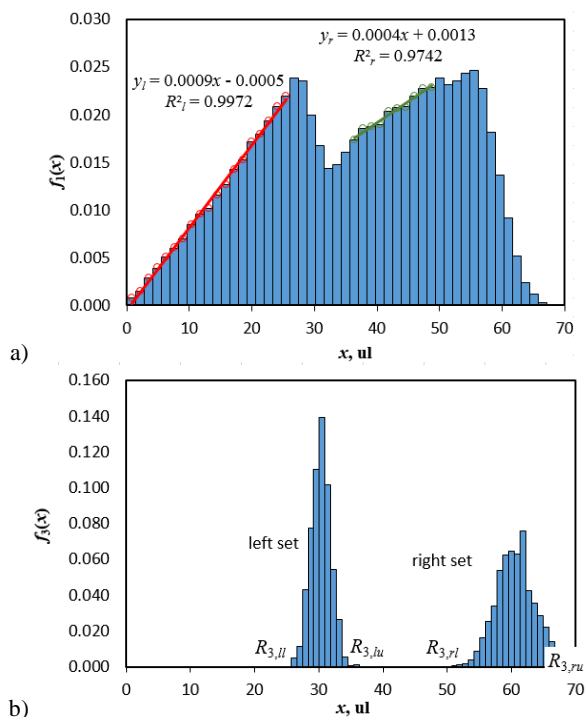 0.030
y_r = 0.0004x + 0.0013
R²_r = 0.9742
0.025
y_l = 0.0009x - 0.0005
R²_l = 0.9972
0.020
f_1(x)
0.015
0.010
0.005
0.000
0 10 20 30 40 50 60 70
x, ul
a)
0.160
0.140
0.120
0.100
f_3(x)
0.080
left set
right set
0.060
0.040
0.020
R_3,ll R_3,lu R_3,rl R_3,ru
0.000
0 10 20 30 40 50 60 70
x, ul
b)